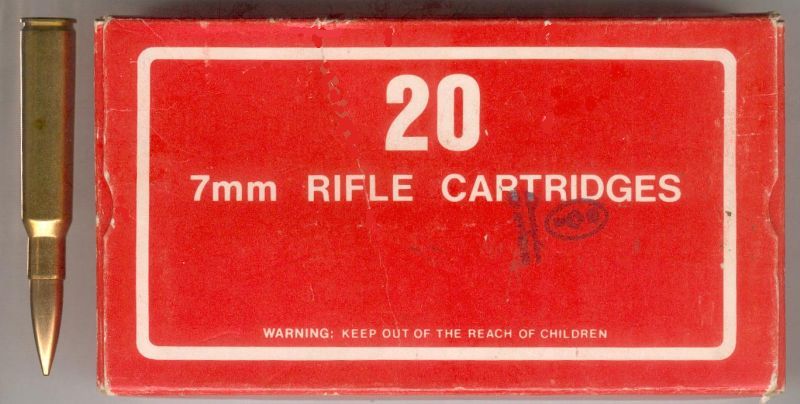 20
7mm RIFLE CARTRIDGES
WARNING: KEEP OUT OF THE REACH OF CHILDREN